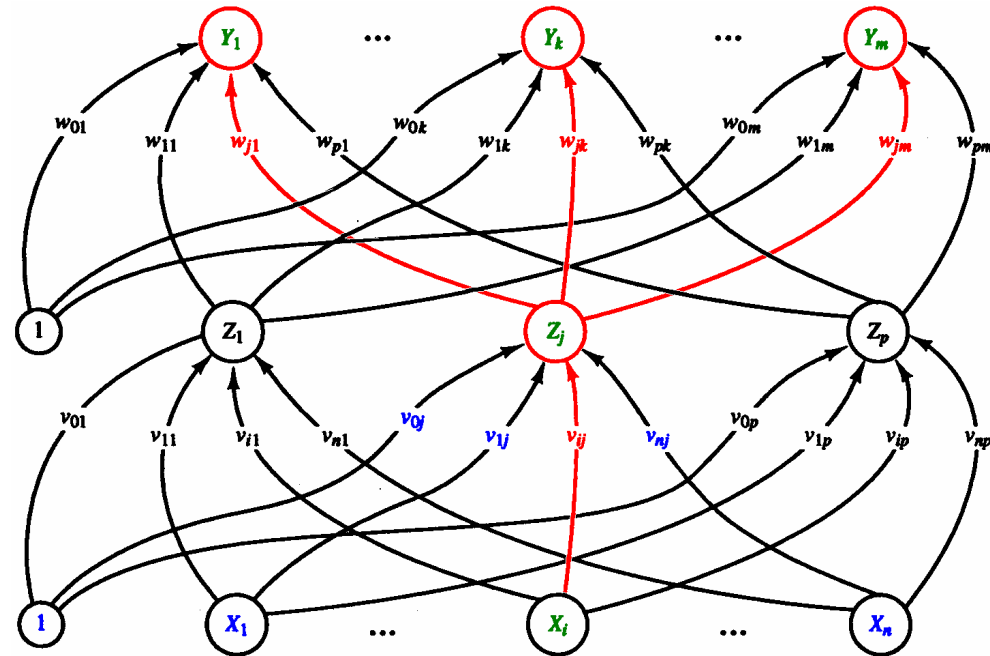 Y1 ... Yk ... Ym
w01 w11 wj1 wp1 w0k w1k wjk wpk w0m w1m wjm wpm
1 Z1 Zj Zp
v01 v11 vi1 vn1 v0j v1j vij vnj v0p v1p vip vnp
1 X1 ... Xi ... Xn